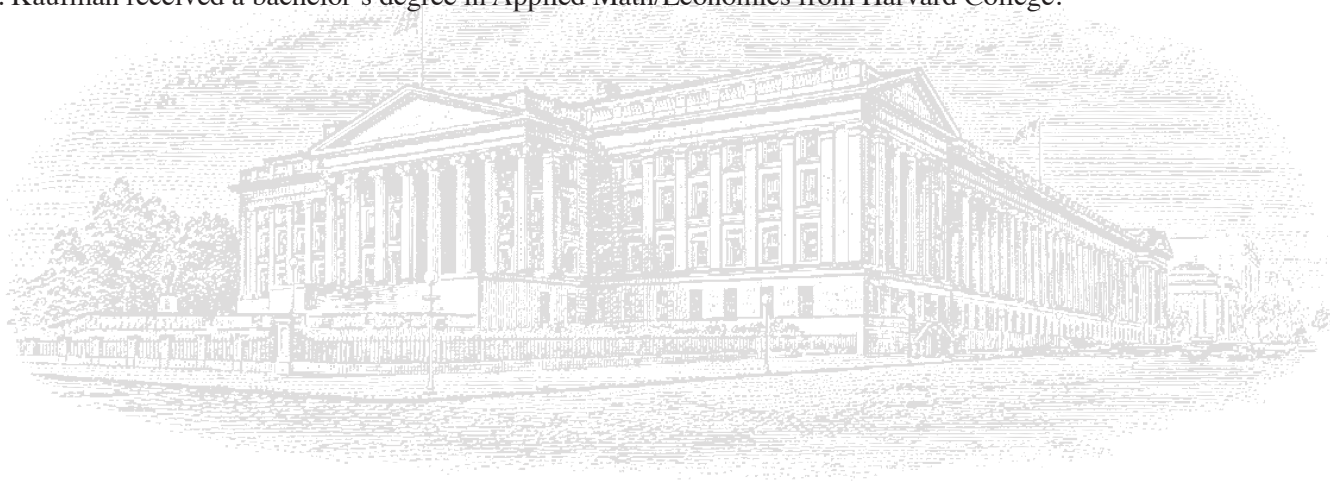 . Kaufman received a bachelor's degree in Applied Math/Economics from Harvard College.